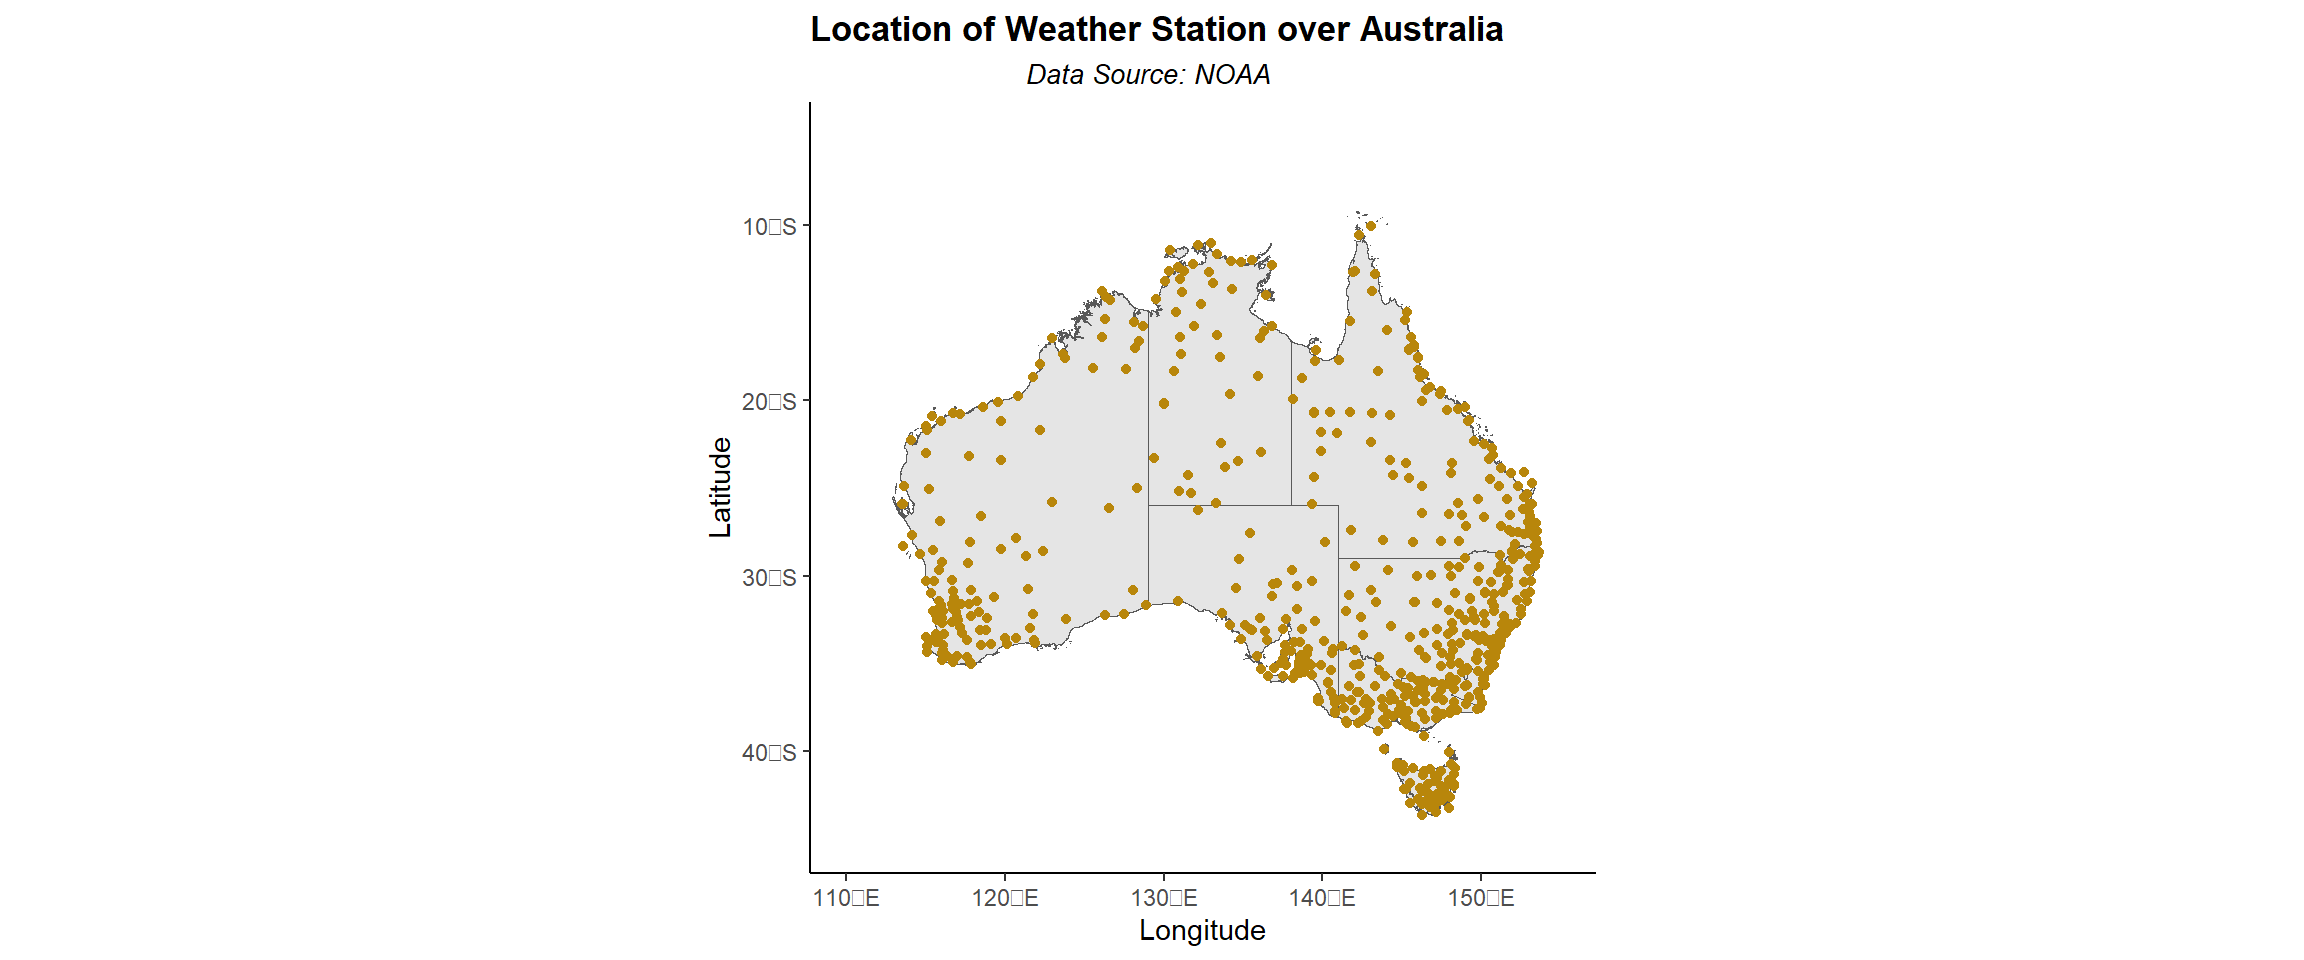 Location of Weather Station over Australia
Data Source: NOAA
10□S
20□S
30□S
40□S
Latitude
110□E 120□E 130□E 140□E 150□E
Longitude